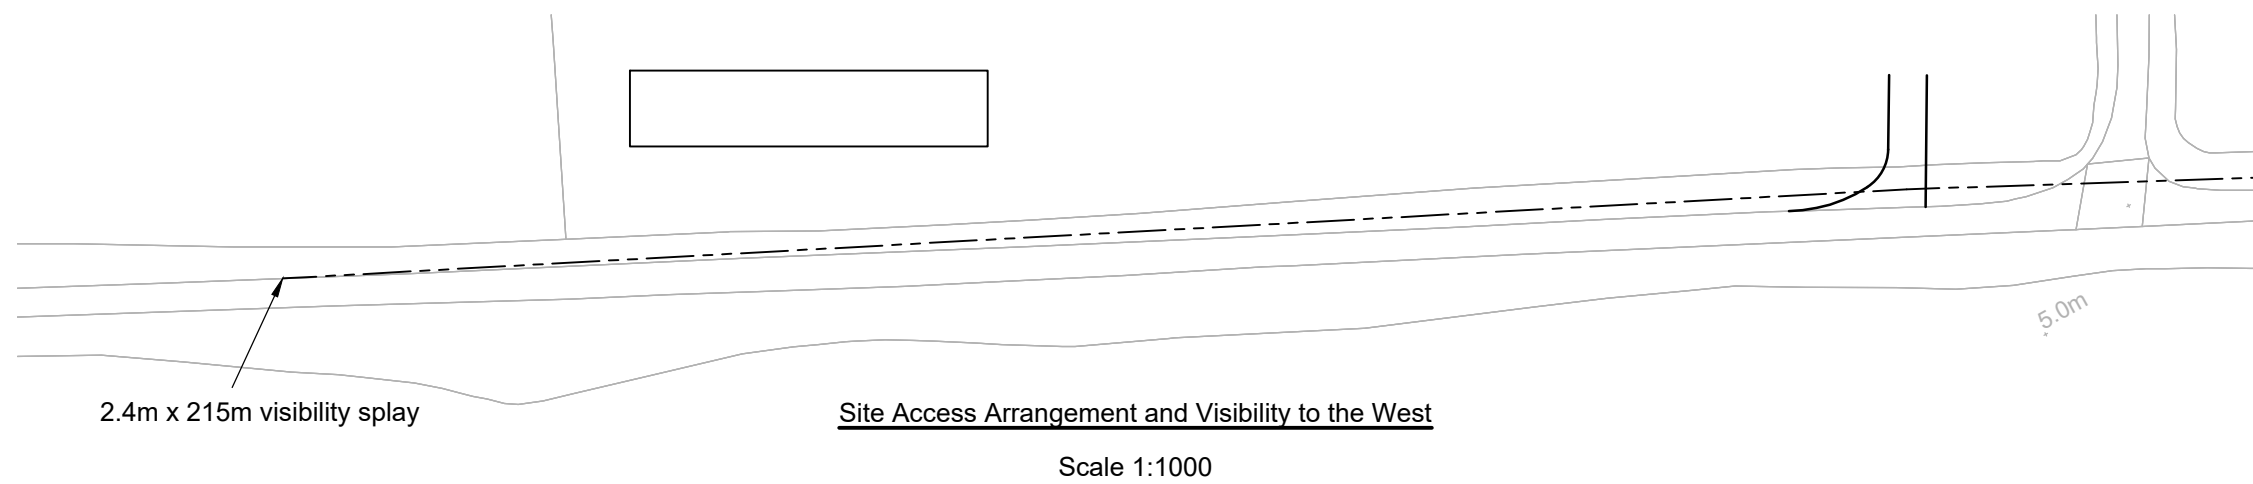 5.0m
2.4m x 215m visibility splay
Site Access Arrangement and Visibility to the West
Scale 1:1000